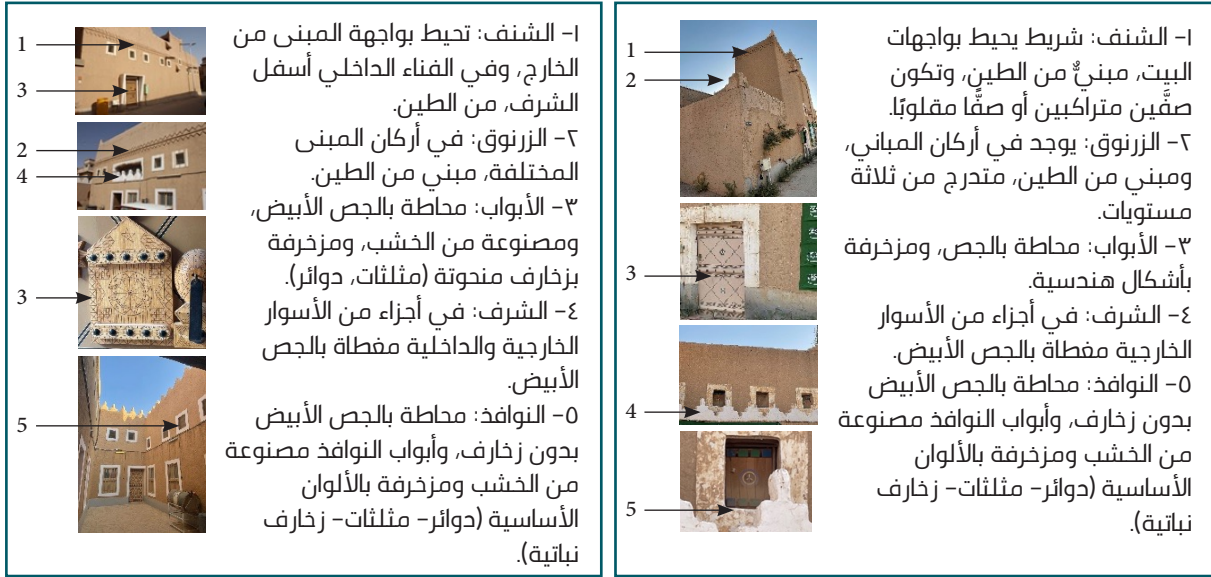 ١- الشنف: شريط يحيط بواجهات
البيت، مبنيٌّ من الطين، وتكون
صفَّين متراكبين أو صفًّا مقلوبًا.
٢- الزرنوق: يوجد في أركان المباني،
ومبني من الطين، متدرج من ثلاثة
مستويات.
٣- الأبواب: محاطة بالجص، ومزخرفة
بأشكال هندسية.
٤- الشرف: في أجزاء من الأسوار
الخارجية والداخلية مغطاة بالجص الأبيض.
٥- النوافذ: محاطة بالجص الأبيض
بدون زخارف، وأبواب النوافذ مصنوعة
من الخشب ومزخرفة بالألوان
الأساسية (دوائر- مثلثات- زخارف
نباتية).
1
2
3
4
5
١- الشنف: تحيط بواجهة المبنى من
الخارج، وفي الفناء الداخلي أسفل
الشرف، من الطين.
٢- الزرنوق: في أركان المبنى
المختلفة، مبني من الطين.
٣- الأبواب: محاطة بالجص الأبيض،
ومصنوعة من الخشب، ومزخرفة
بزخارف منحوتة (مثلثات، دوائر).
٤- الشرف: في أجزاء من الأسوار
الخارجية والداخلية مغطاة بالجص
الأبيض.
٥- النوافذ: محاطة بالجص الأبيض
بدون زخارف، وأبواب النوافذ مصنوعة
من الخشب ومزخرفة بالألوان
الأساسية (دوائر- مثلثات- زخارف
نباتية).
1
3
2
4
3
5